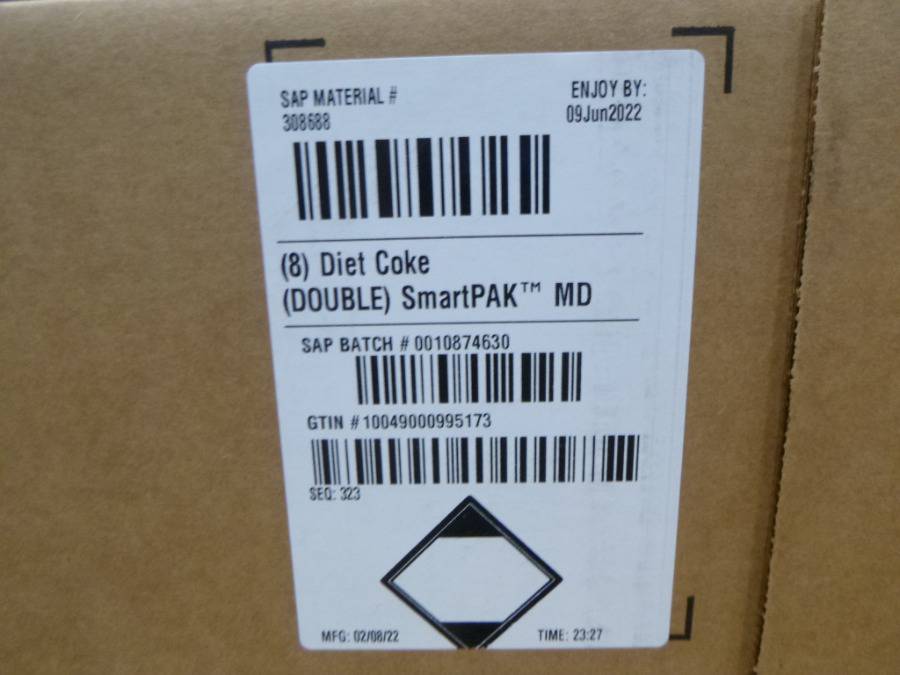 SAP MATERIAL #
308688
ENJOY BY:
09Jun2022
(8) Diet Coke
(DOUBLE) SmartPAK™ MD
SAP BATCH # 0010874630
GTIN # 10049000995173
SEQ: 323
MFG: 02/08/22
TIME: 23:27